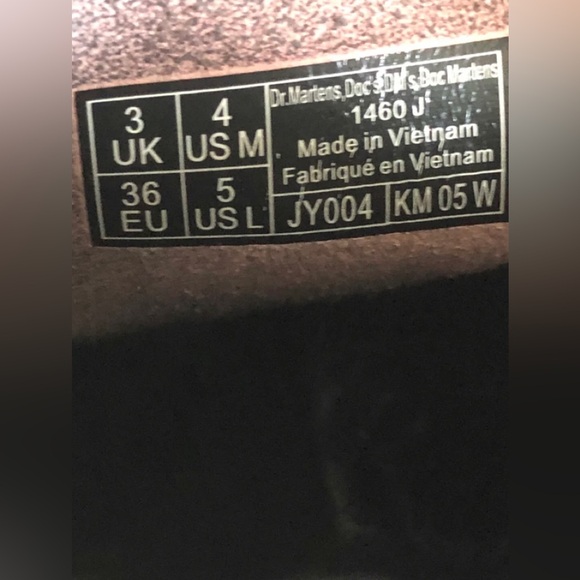 3
UK
4
US M
36
EU
5
US L
Dr.Martens, Doc's, DM's, Doc Martens
1460 J
Made in Vietnam
Fabriqué en Vietnam
JY004
KM 05 W